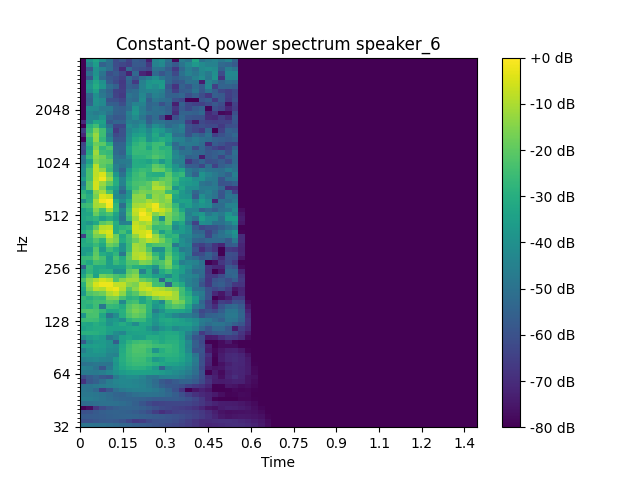 Constant-Q power spectrum speaker_6
Hz
2048
1024
512
256
128
64
32
0 0.15 0.3 0.45 0.6 0.75 0.9 1.1 1.2 1.4
Time
+0 dB
-10 dB
-20 dB
-30 dB
-40 dB
-50 dB
-60 dB
-70 dB
-80 dB